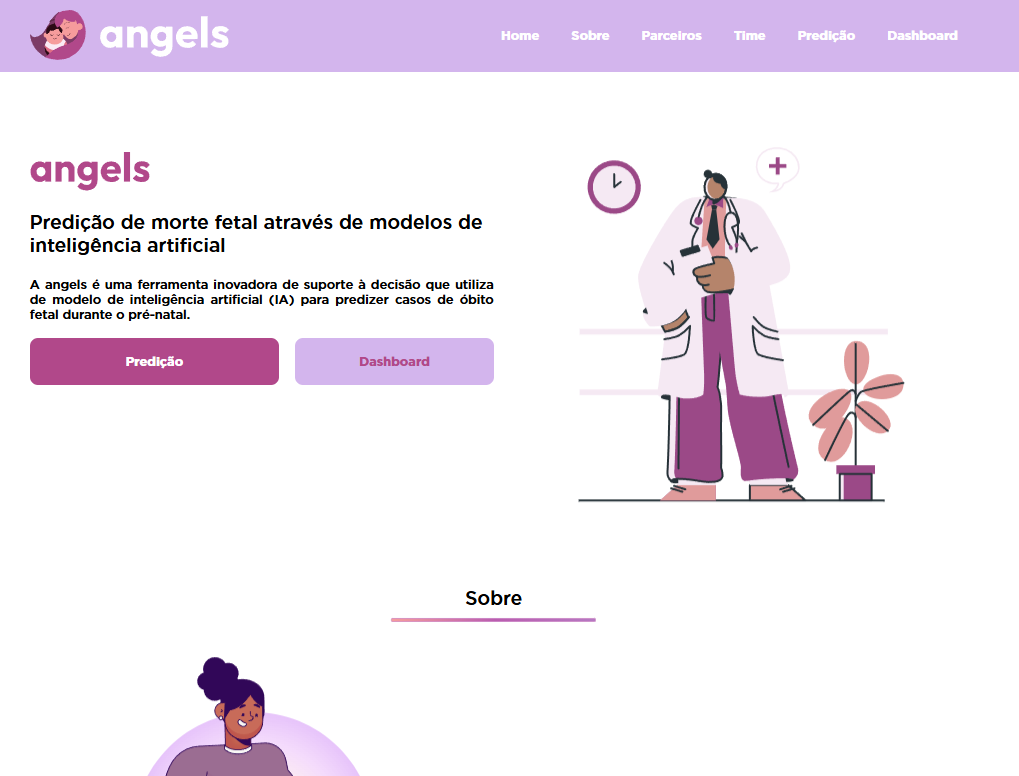 angels
Home Sobre Parceiros Time Predição Dashboard
angels
Predição de morte fetal através de modelos de
inteligência artificial
A angels é uma ferramenta inovadora de suporte à decisão que utiliza
de modelo de inteligência artificial (IA) para predizer casos de óbito
fetal durante o pré-natal.
Predição Dashboard
Sobre